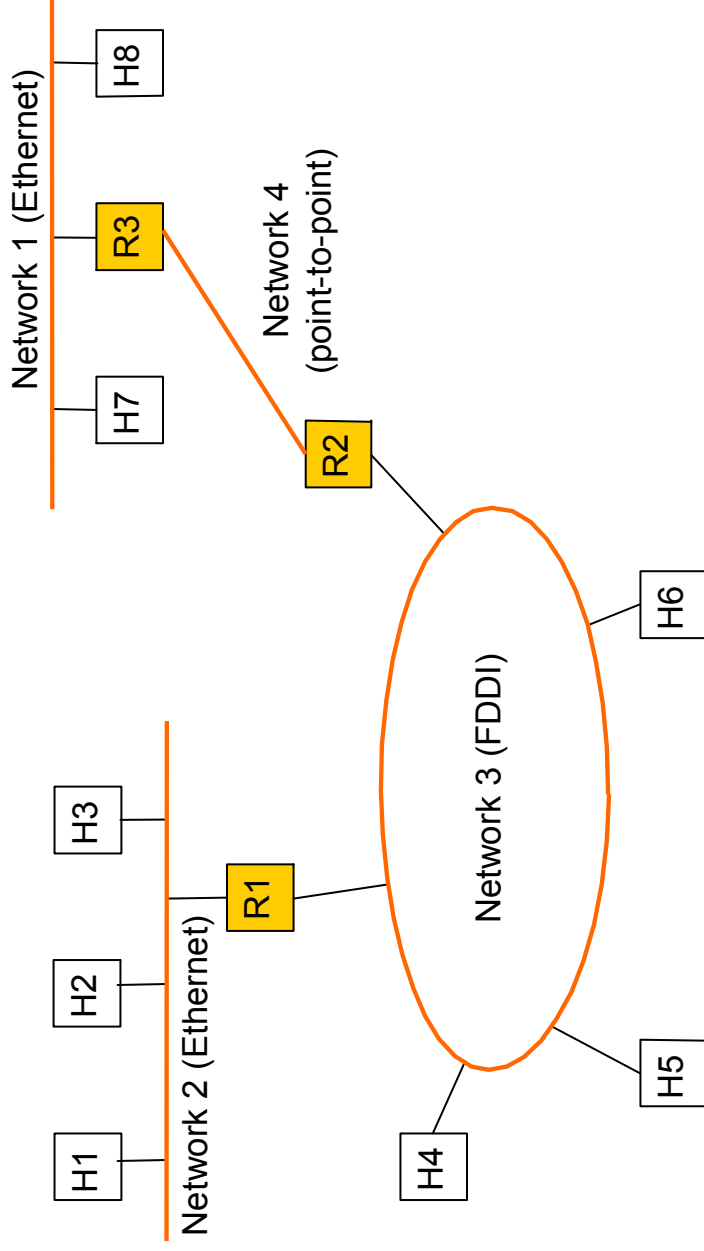 Network 1 (Ethernet)
H7
R3
H8
Network 4
(point-to-point)
R2
H1
H2
H3
Network 2 (Ethernet)
R1
Network 3 (FDDI)
H4
H5
H6